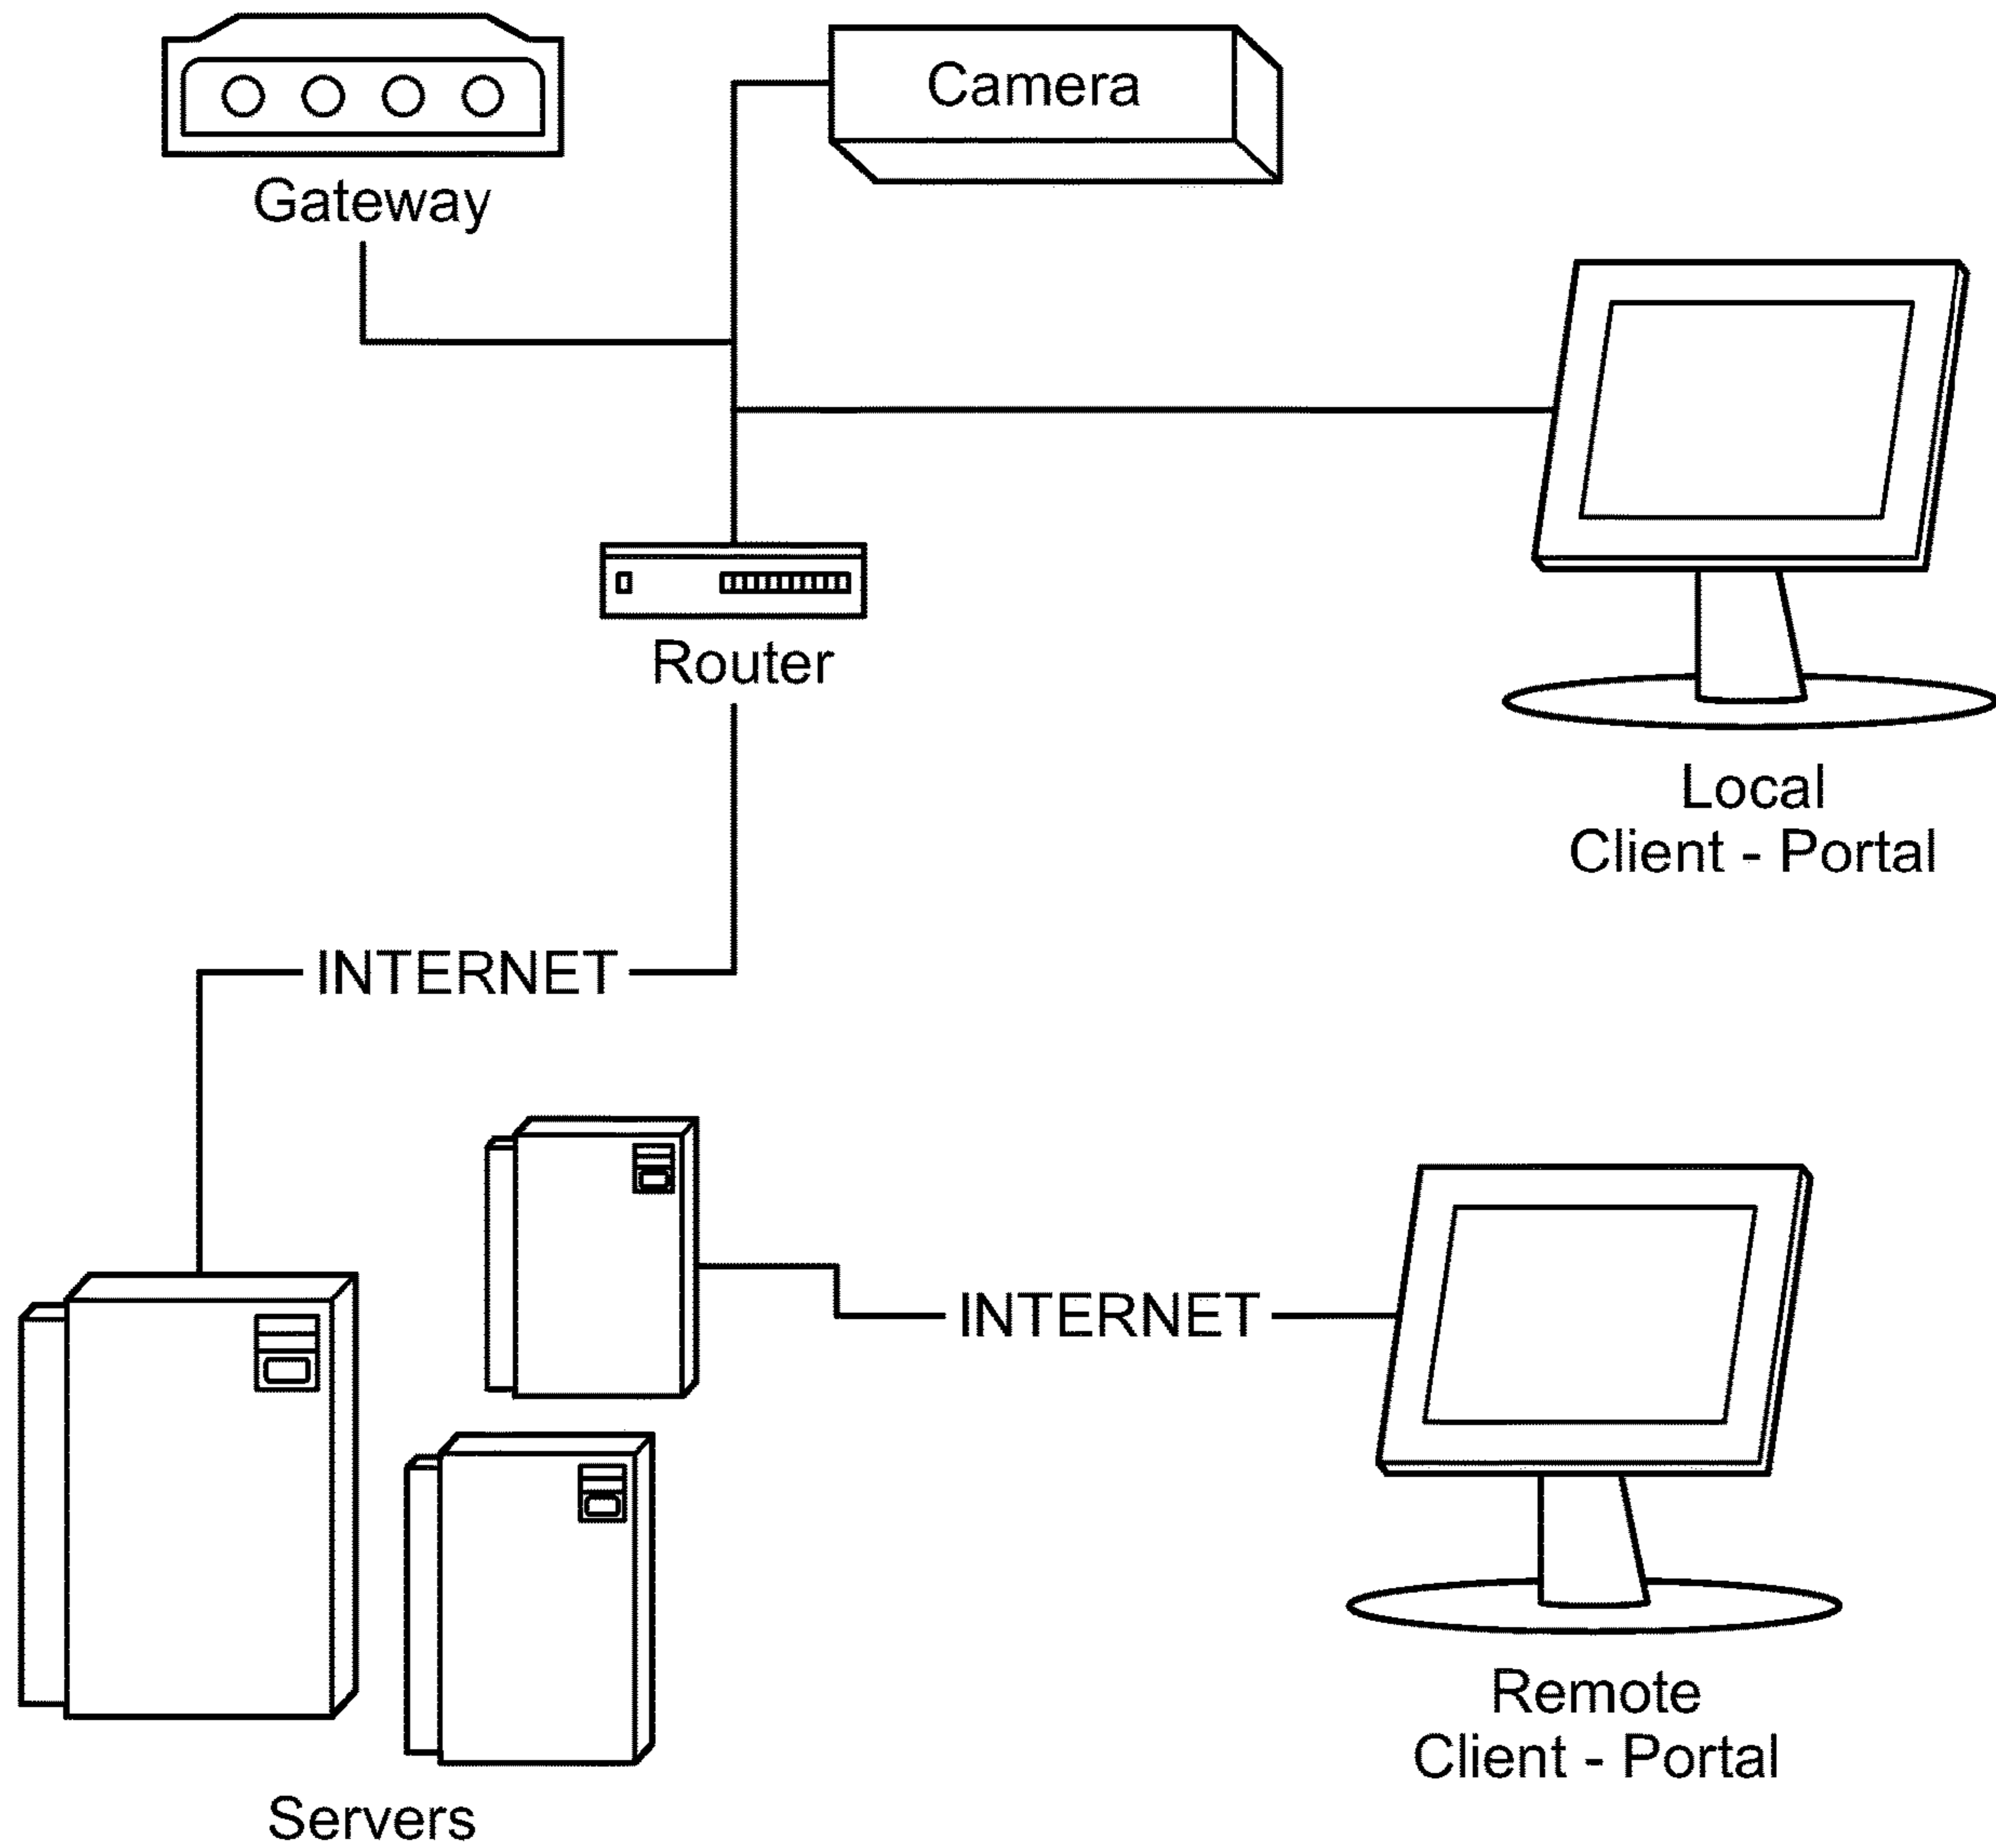 Camera
Gateway
Router
Local
Client - Portal
INTERNET
INTERNET
Remote
Client - Portal
Servers